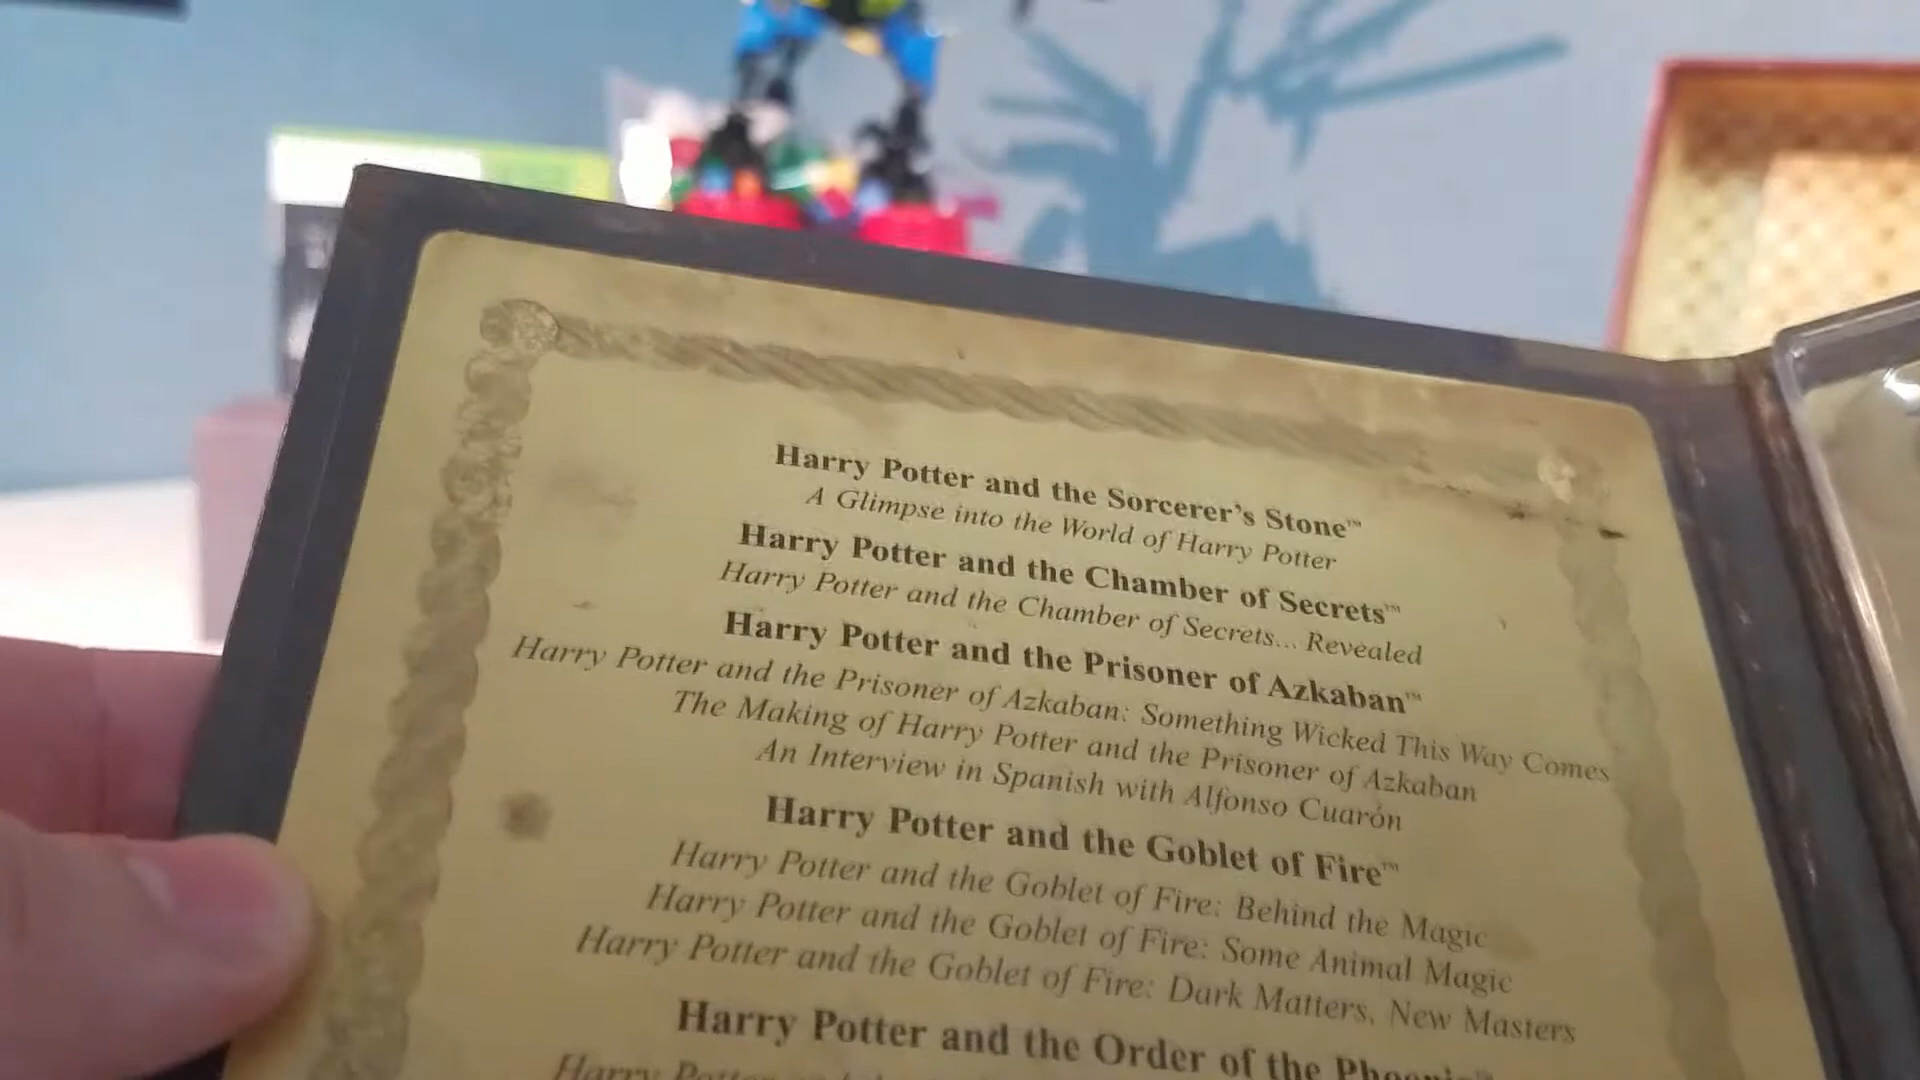 Harry Potter and the Sorcerer's Stone™
A Glimpse into the World of Harry Potter
Harry Potter and the Chamber of Secrets™
Harry Potter and the Chamber of Secrets... Revealed
Harry Potter and the Prisoner of Azkaban™
Harry Potter and the Prisoner of Azkaban: Something Wicked This Way Comes
The Making of Harry Potter and the Prisoner of Azkaban
An Interview in Spanish with Alfonso Cuarón
Harry Potter and the Goblet of Fire™
Harry Potter and the Goblet of Fire: Behind the Magic
Harry Potter and the Goblet of Fire: Some Animal Magic
Harry Potter and the Goblet of Fire: Dark Matters, New Masters
Harry Potter and the Order of the Phoenix™
Harry Potter